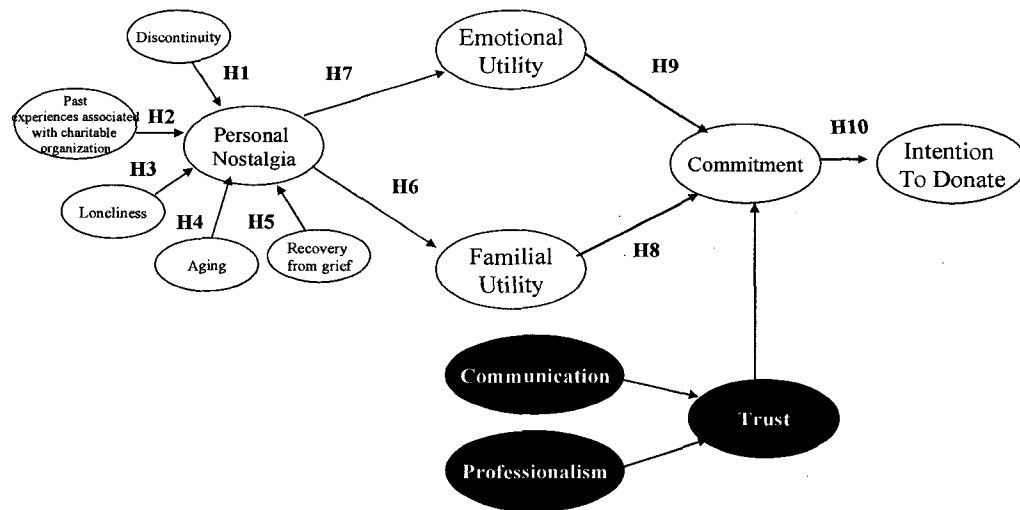 Discontinuity
H1
Past
experiences associated
with charitable
organization
H2
Personal
Nostalgia
H3
Loneliness
H4
Aging
H5
Recovery
from grief
H7
Emotional
Utility
H6
Familial
Utility
H9
H8
Commitment
H10
Intention
To Donate
Communication
Professionalism
Trust